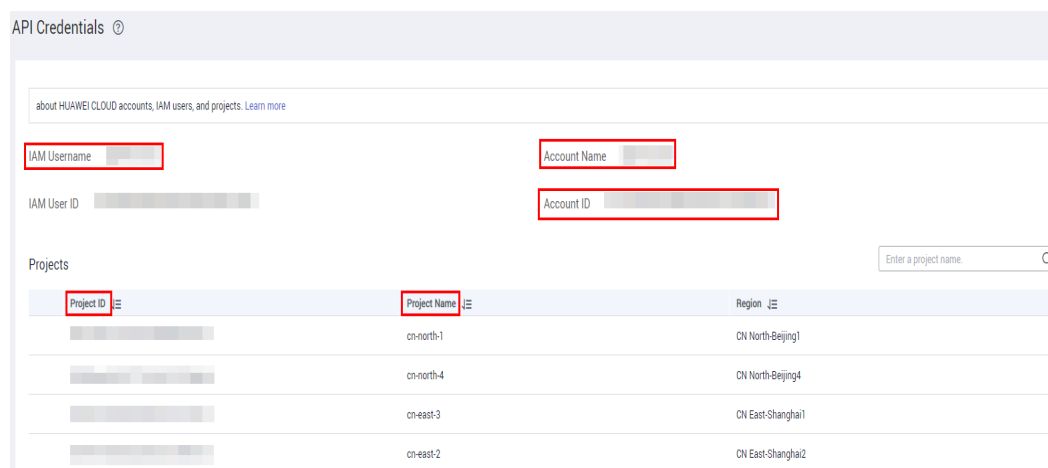 API Credentials ?
about HUAWEI CLOUD accounts, IAM users, and projects. Learn more
IAM Username
Account Name
IAM User ID
Account ID
Projects
Enter a project name.
Project ID Project Name Region
cn-north-1 CN North-Beijing1
cn-north-4 CN North-Beijing4
cn-east-3 CN East-Shanghai1
cn-east-2 CN East-Shanghai2